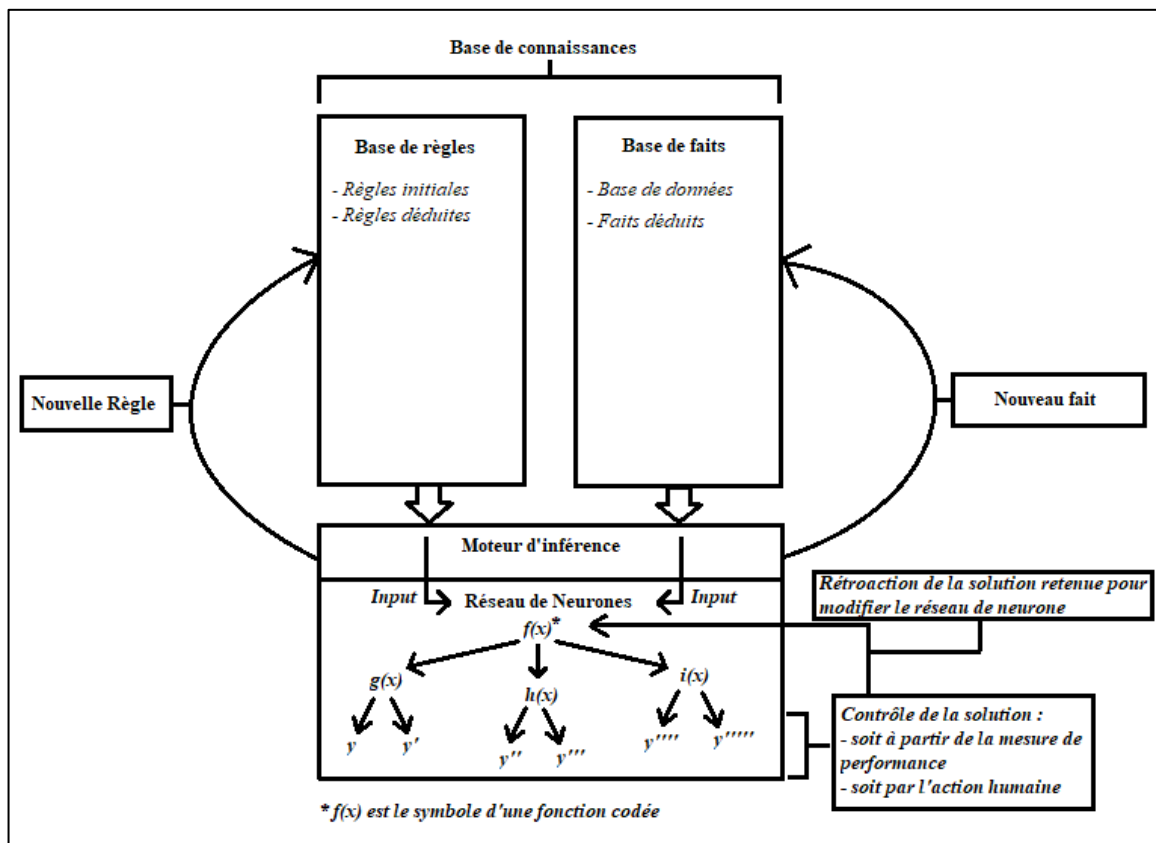 Base de connaissances
Base de règles
- Règles initiales
- Règles déduites
Base de faits
- Base de données
- Faits déduits
Nouvelle Règle
Nouveau fait
Moteur d'inférence
Input
Réseau de Neurones
Input
f(x)*
g(x)
h(x)
i(x)
y
y'
y''
y'''
y''''
y'''''
Rétroaction de la solution retenue pour
modifier le réseau de neurone
Contrôle de la solution :
- soit à partir de la mesure de
performance
- soit par l'action humaine
* f(x) est le symbole d'une fonction codée